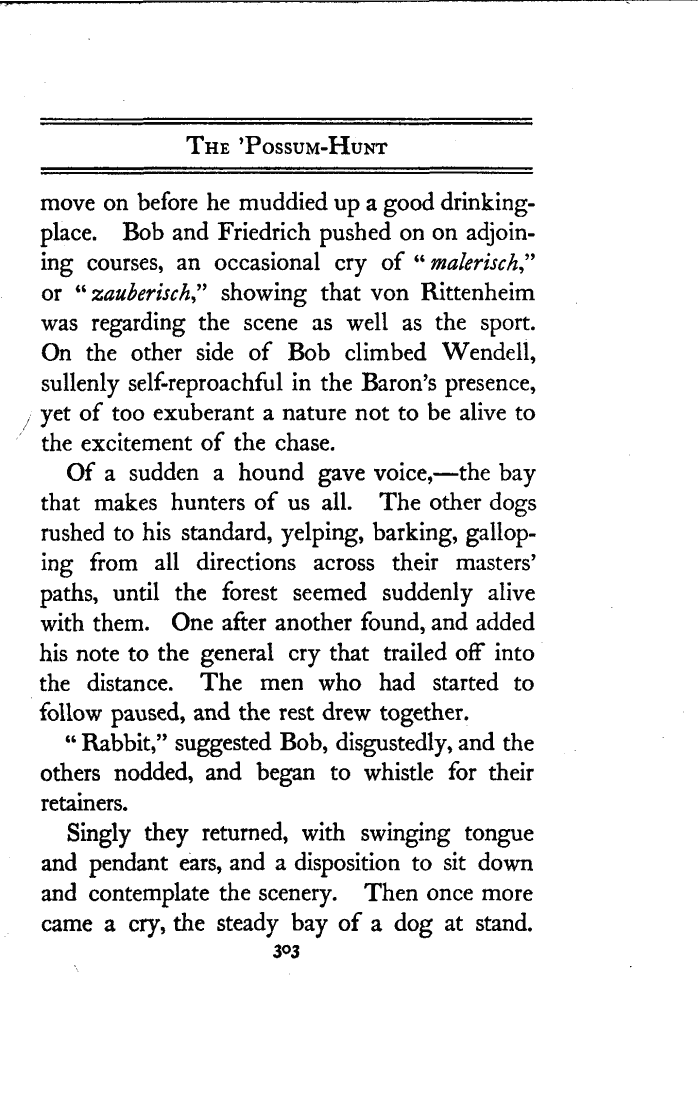 THE 'POSSUM-HUNT
move on before he muddied up a good drinking-
place. Bob and Friedrich pushed on on adjoin-
ing courses, an occasional cry of “malerisch,”
or “zauberisch,” showing that von Rittenheim
was regarding the scene as well as the sport.
On the other side of Bob climbed Wendell,
sullenly self-reproachful in the Baron’s presence,
yet of too exuberant a nature not to be alive to
the excitement of the chase.
Of a sudden a hound gave voice,—the bay
that makes hunters of us all. The other dogs
rushed to his standard, yelping, barking, gallop-
ing from all directions across their masters’
paths, until the forest seemed suddenly alive
with them. One after another found, and added
his note to the general cry that trailed off into
the distance. The men who had started to
follow paused, and the rest drew together.
“Rabbit,” suggested Bob, disgustedly, and the
others nodded, and began to whistle for their
retainers.
Singly they returned, with swinging tongue
and pendant ears, and a disposition to sit down
and contemplate the scenery. Then once more
came a cry, the steady bay of a dog at stand.
303